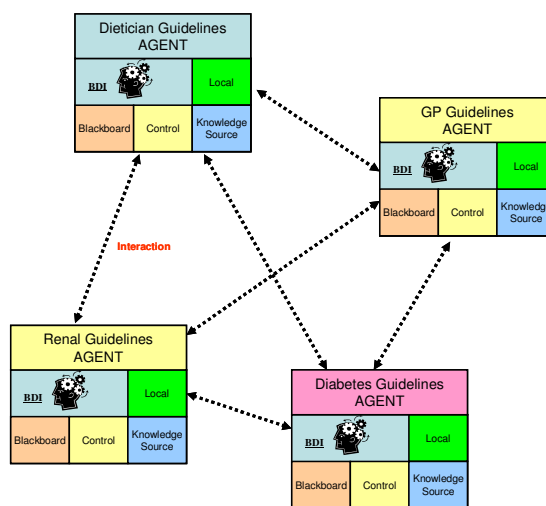 Dietician Guidelines
AGENT
BDI
Local
Blackboard
Control
Knowledge
Source
GP Guidelines
AGENT
BDI
Local
Blackboard
Control
Knowledge
Source
Interaction
Renal Guidelines
AGENT
BDI
Local
Blackboard
Control
Knowledge
Source
Diabetes Guidelines
AGENT
BDI
Local
Blackboard
Control
Knowledge
Source